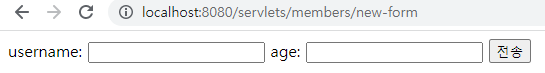 localhost:8080/servlets/members/new-form
username: age: 전송